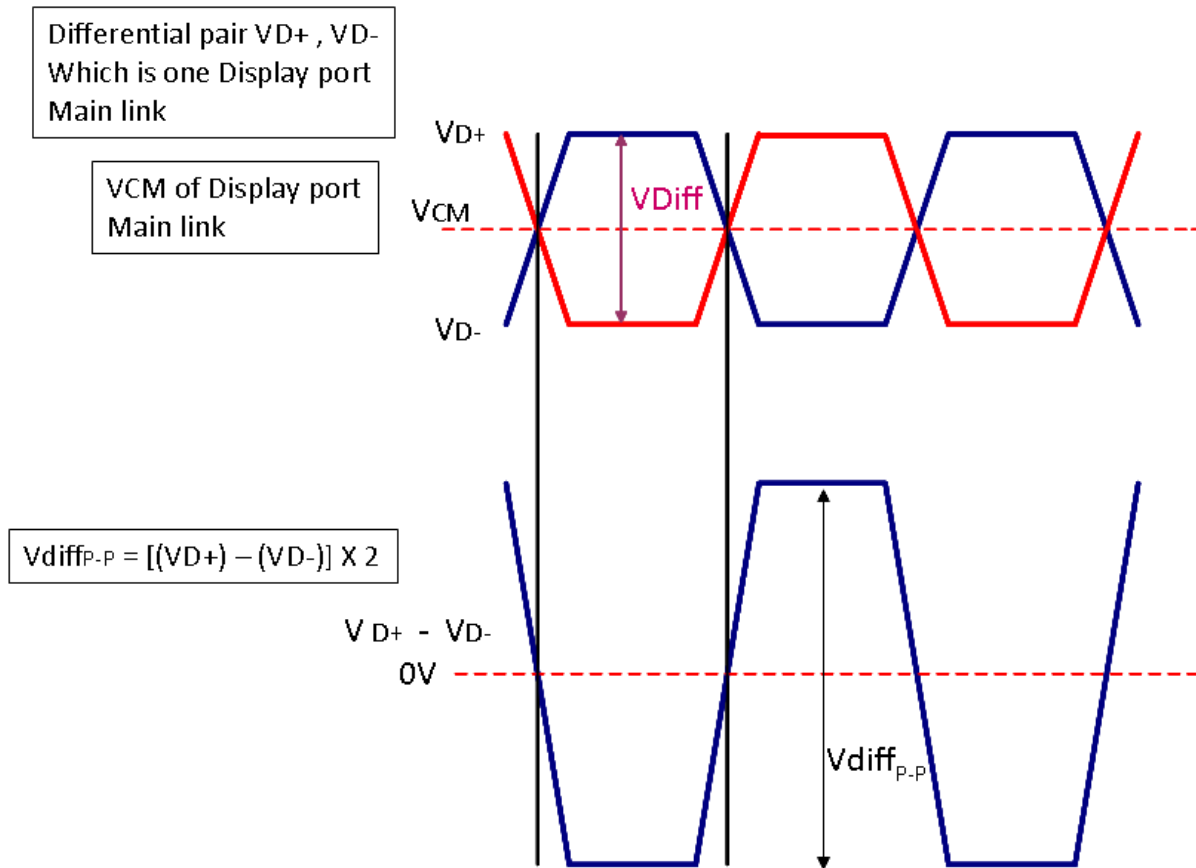 Differential pair VD+ , VD-
Which is one Display port
Main link
VD+
VCM of Display port
Main link
VDiff
VCM
VD-
VdiffP-P = [(VD+) – (VD-)] X 2
V D+ - VD-
0V
VdiffP-P